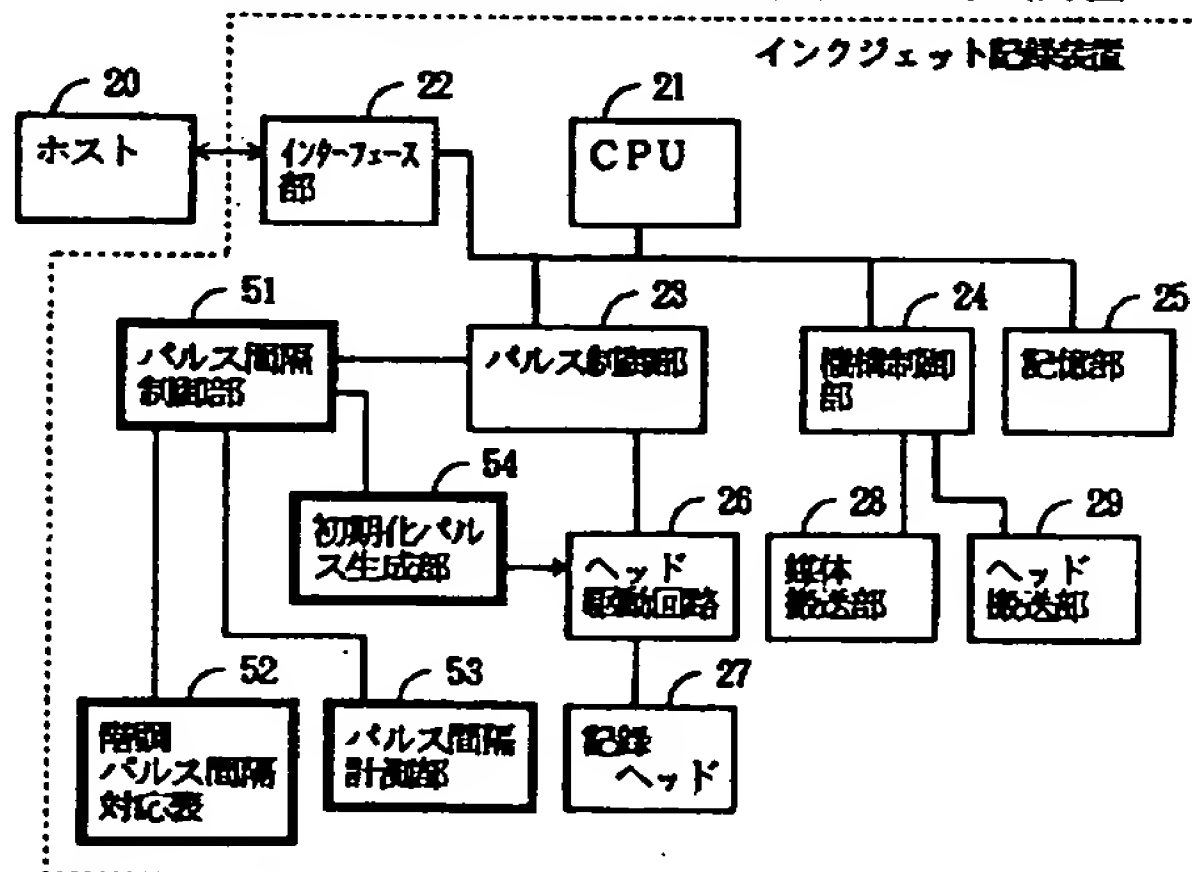 インクジェット記録装置
20
22
21
ホスト
インターフェース
部
CPU
51
23
24
25
パルス間隔
制御部
パルス制御部
機構制御
部
記憶部
54
26
28
29
初期化パル
ス生成部
ヘッド
駆動回路
媒体
搬送部
ヘッド
搬送部
52
53
27
階調
パルス間隔
対応表
パルス間隔
計測部
記録
ヘッド